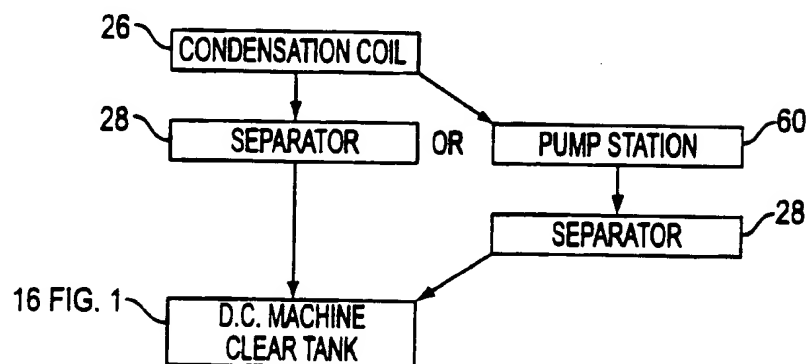 26
CONDENSATION COIL
28
SEPARATOR
OR
PUMP STATION
60
SEPARATOR
28
16 FIG. 1
D.C. MACHINE
CLEAR TANK